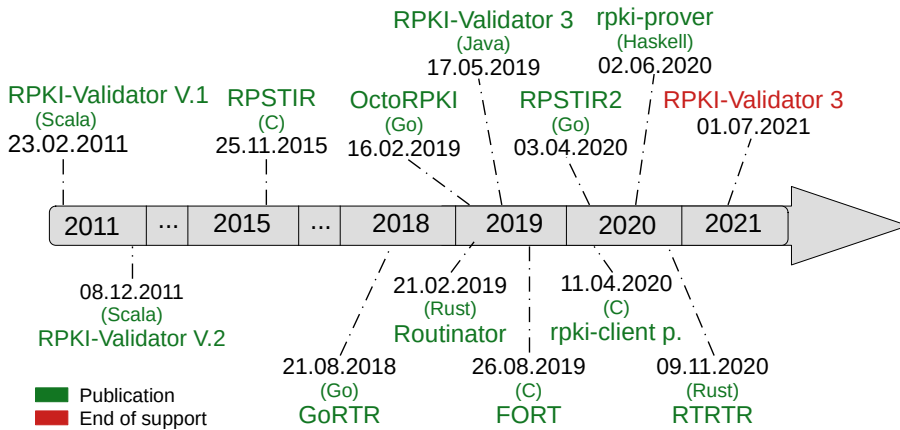 RPKI-Validator V.1
(Scala)
23.02.2011
RPSTIR
(C)
25.11.2015
OctoRPKI
(Go)
16.02.2019
RPKI-Validator 3
(Java)
17.05.2019
RPSTIR2
(Go)
03.04.2020
rpki-prover
(Haskell)
02.06.2020
RPKI-Validator 3
01.07.2021
2011 ... 2015 ... 2018 2019 2020 2021
08.12.2011
(Scala)
RPKI-Validator V.2
21.08.2018
(Go)
GoRTR
21.02.2019
(Rust)
Routinator
26.08.2019
(C)
FORT
11.04.2020
(C)
rpki-client p.
09.11.2020
(Rust)
RTRTR
Publication
End of support